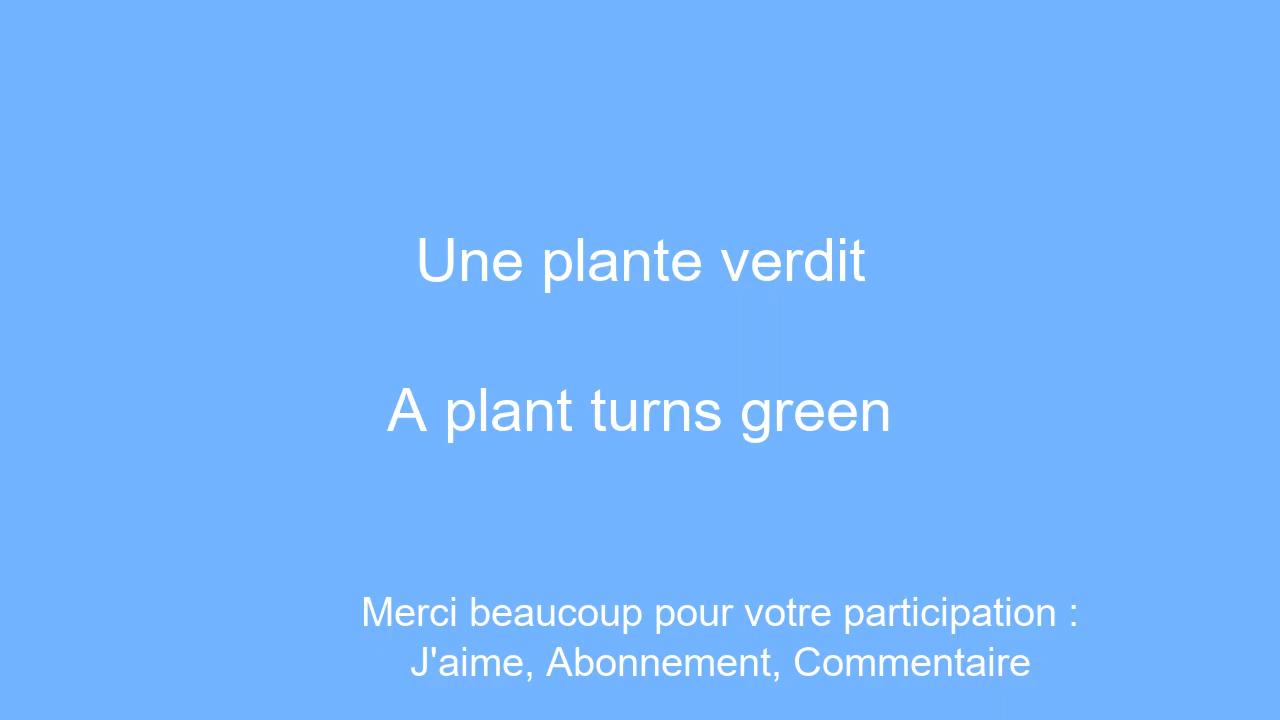 Une plante verdit
A plant turns green
Merci beaucoup pour votre participation :
J'aime, Abonnement, Commentaire